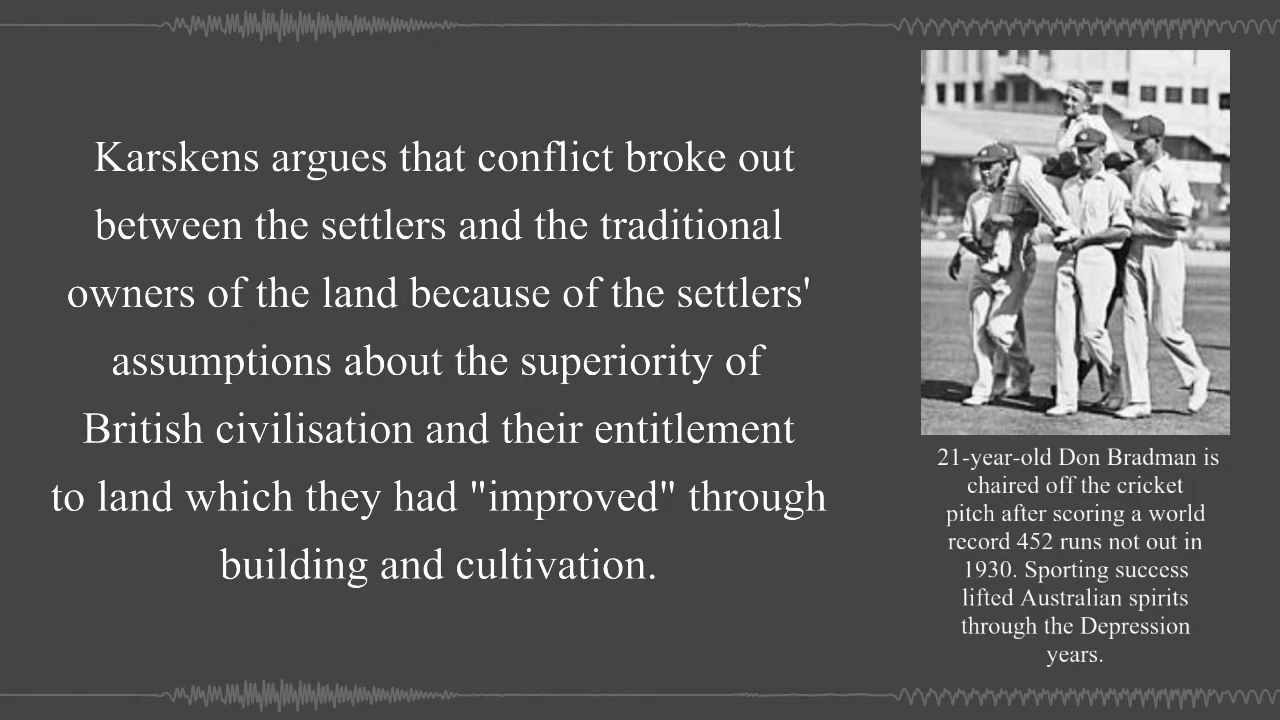 Karskens argues that conflict broke out
between the settlers and the traditional
owners of the land because of the settlers'
assumptions about the superiority of
British civilisation and their entitlement
to land which they had "improved" through
building and cultivation.
21-year-old Don Bradman is
chaired off the cricket
pitch after scoring a world
record 452 runs not out in
1930. Sporting success
lifted Australian spirits
through the Depression
years.